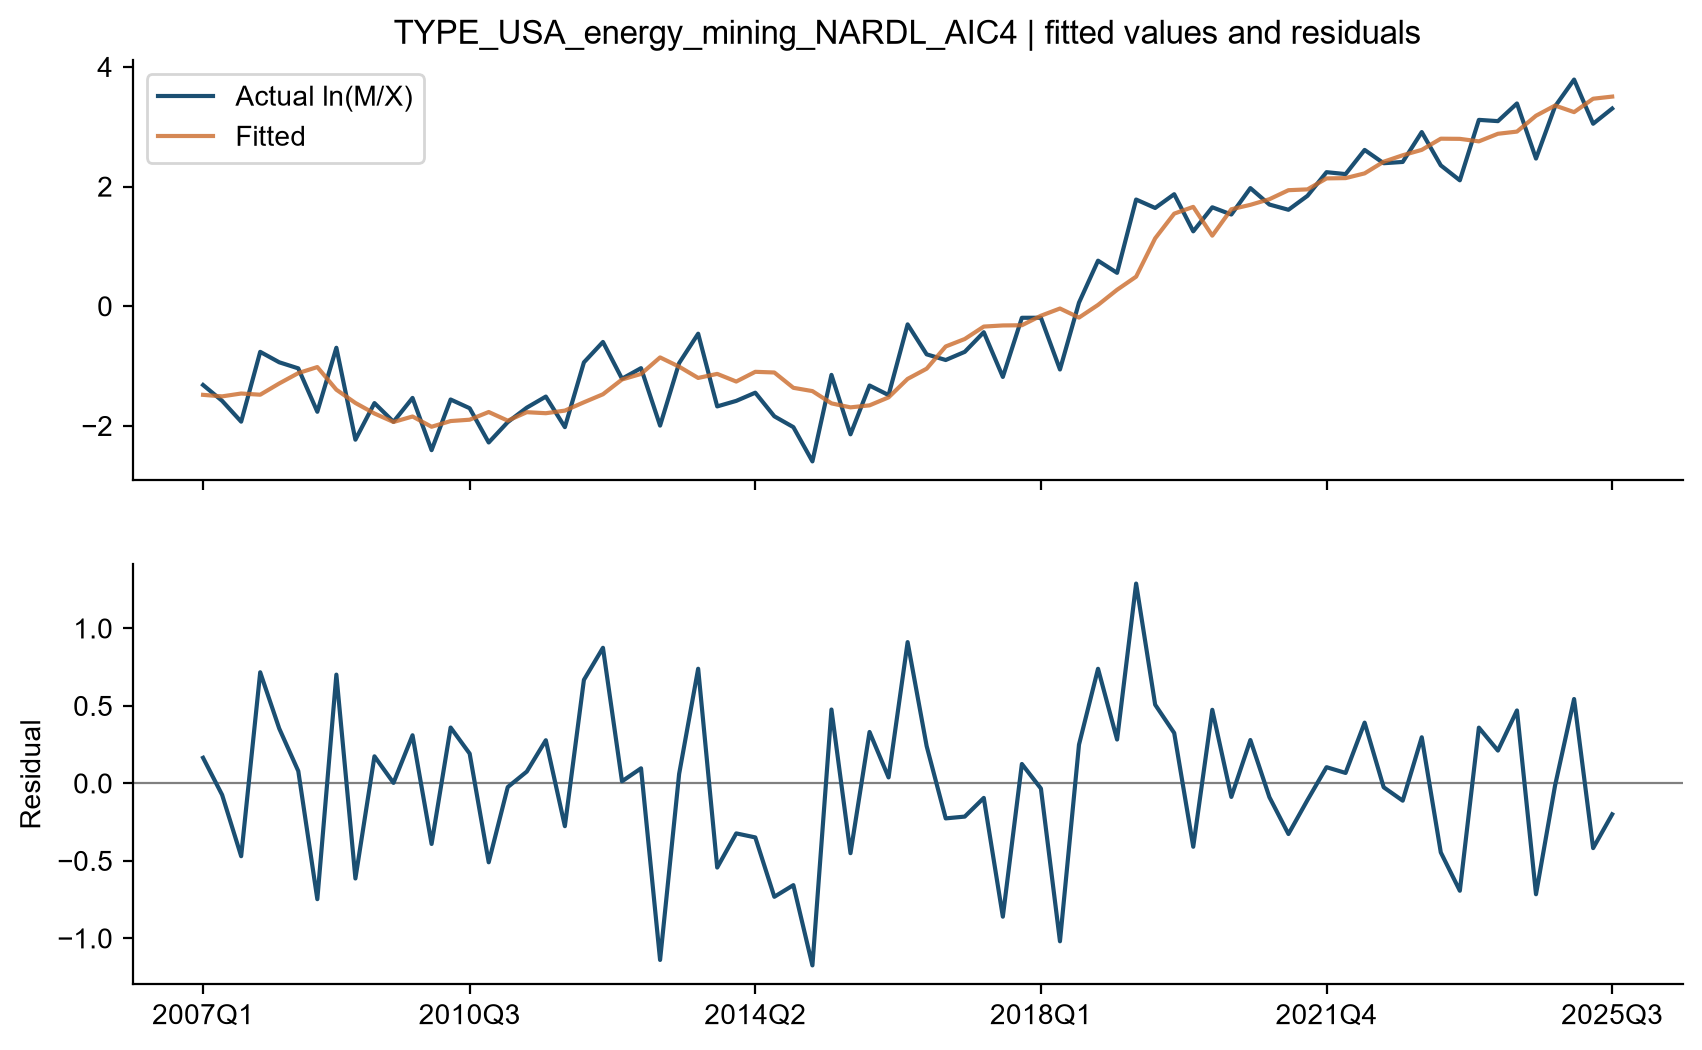 TYPE_USA_energy_mining_NARDL_AIC4 | fitted values and residuals
4
2
0
−2
Actual ln(M/X)
Fitted
Residual
1.0
0.5
0.0
−0.5
−1.0
2007Q1
2010Q3
2014Q2
2018Q1
2021Q4
2025Q3